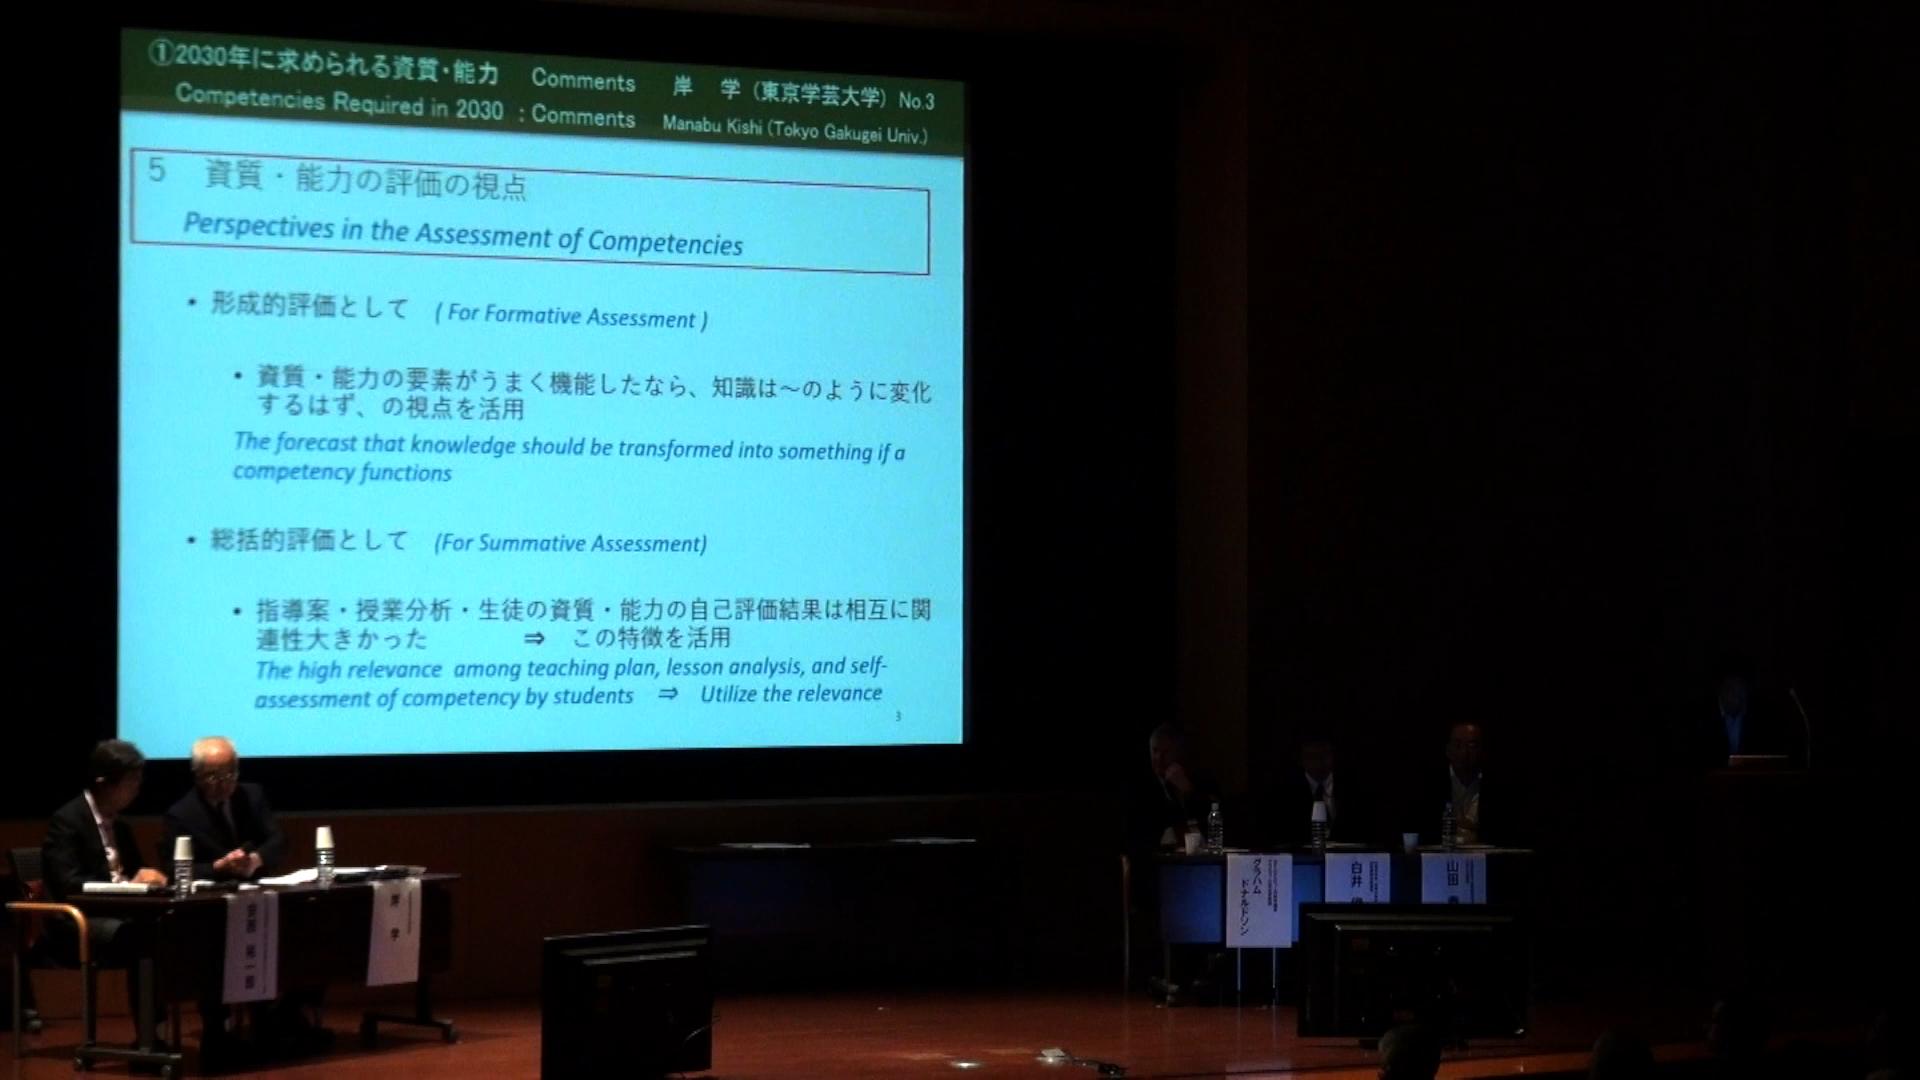 ①2030年に求められる資質・能力 Comments 岸 学（東京学芸大学） No.3
Competencies Required in 2030 : Comments Manabu Kishi (Tokyo Gakugei Univ.)
5 資質・能力の評価の視点
Perspectives in the Assessment of Competencies
• 形成的評価として ( For Formative Assessment )
• 資質・能力の要素がうまく機能したなら、知識は～のように変化
するはず、の視点を活用
The forecast that knowledge should be transformed into something if a
competency functions
• 総括的評価として (For Summative Assessment)
• 指導案・授業分析・生徒の資質・能力の自己評価結果は相互に関
連性大きかった ⇒ この特徴を活用
The high relevance among teaching plan, lesson analysis, and self-
assessment of competency by students ⇒ Utilize the relevance
3
岸 学
グラハム
ドナルドソン
白井
山田